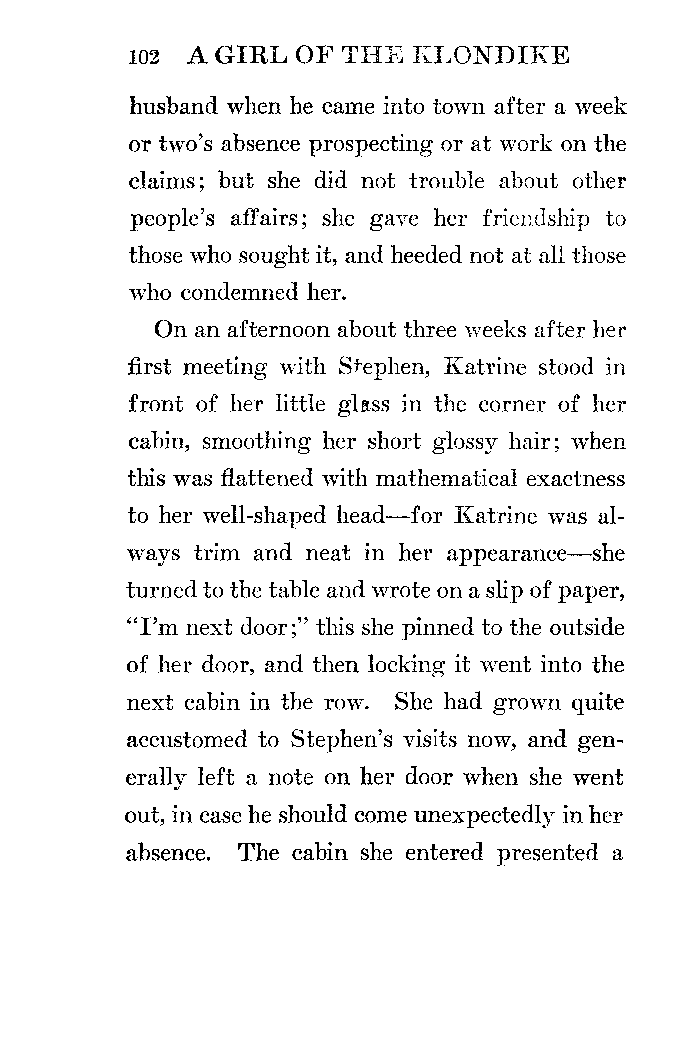 102 A GIRL OF THE KLONDIKE
husband when he came into town after a week
or two's absence prospecting or at work on the
claims; but she did not trouble about other
people's affairs; she gave her friendship to
those who sought it, and heeded not at all those
who condemned her.
On an afternoon about three weeks after her
first meeting with Stephen, Katrine stood in
front of her little glass in the corner of her
cabin, smoothing her short glossy hair; when
this was flattened with mathematical exactness
to her well-shaped head—for Katrine was al-
ways trim and neat in her appearance—she
turned to the table and wrote on a slip of paper,
“I’m next door;” this she pinned to the outside
of her door, and then locking it went into the
next cabin in the row. She had grown quite
accustomed to Stephen's visits now, and gen-
erally left a note on her door when she went
out, in case he should come unexpectedly in her
absence. The cabin she entered presented a